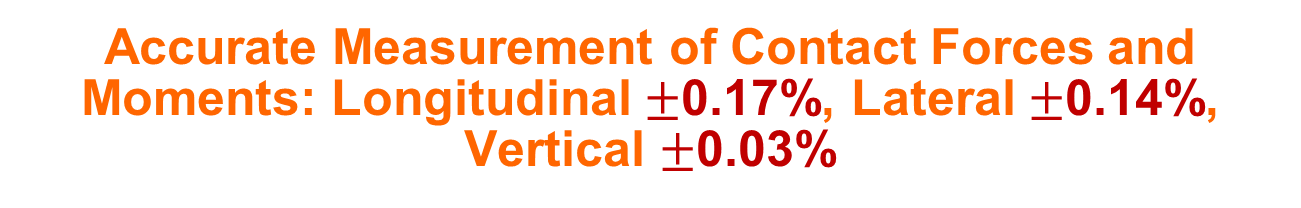 Accurate Measurement of Contact Forces and
Moments: Longitudinal ±0.17%, Lateral ±0.14%,
Vertical ±0.03%